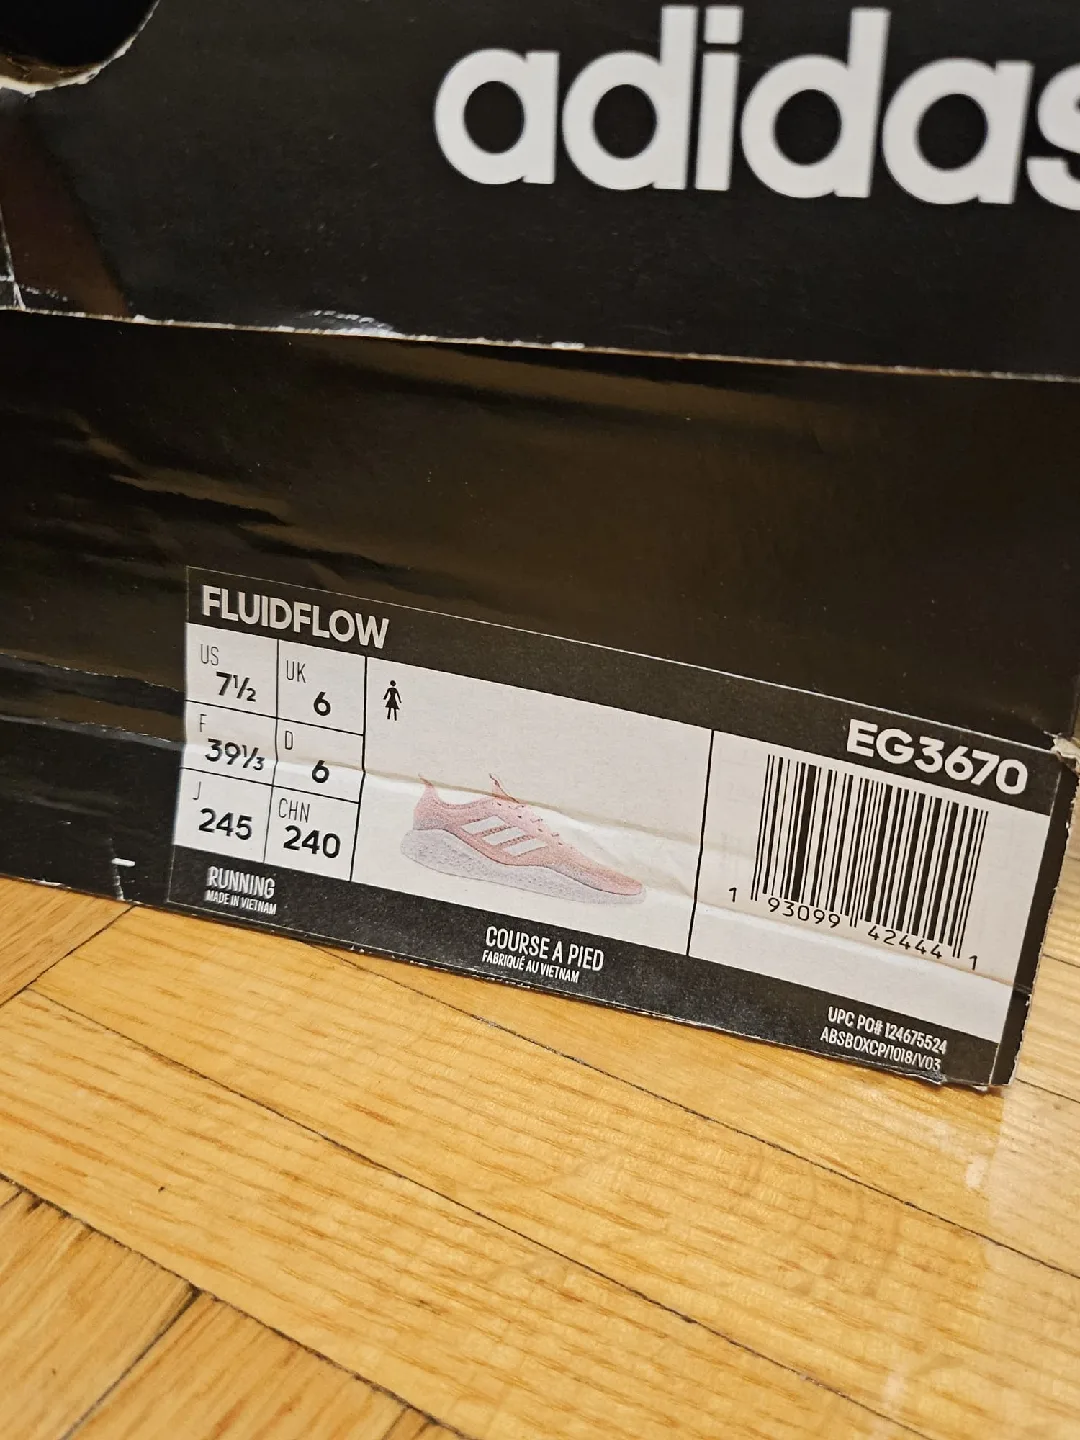 adidas
FLUIDFLOW
EG3670
US 7½ UK 6
F 39⅓ D 6
J 245 CHN 240
1 93099 42444 1
RUNNING
MADE IN VIETNAM
COURSE A PIED
FABRIQUÉ AU VIETNAM
UPC PO# 124675524
ABSBOXCP/1018/V03